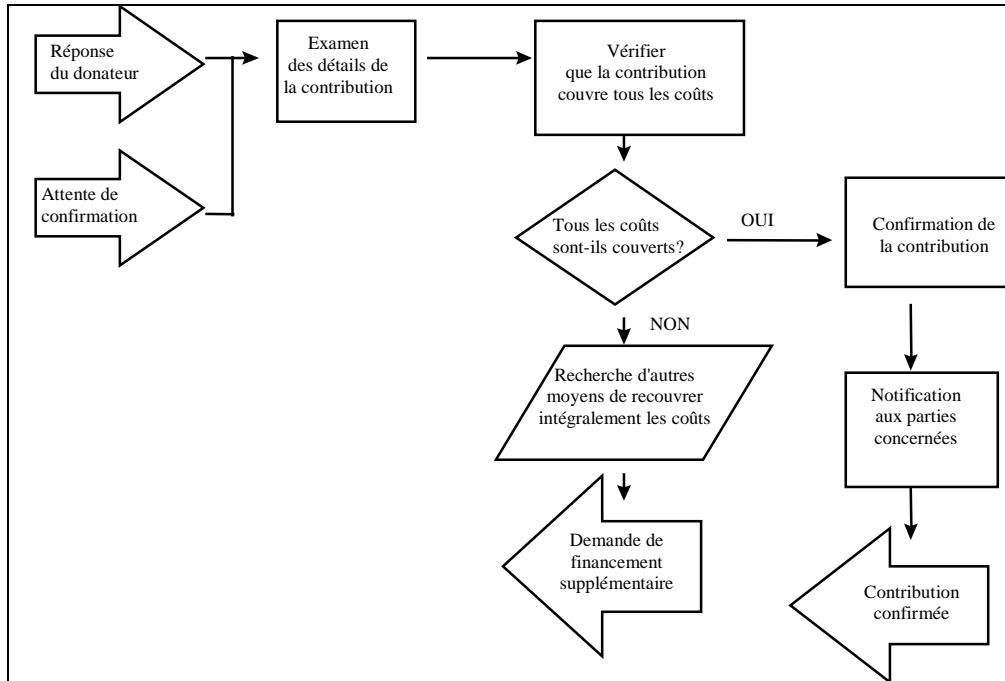 Réponse
du donateur
Examen
des détails de
la contribution
Vérifier
que la contribution
couvre tous les coûts
Attente de
confirmation
Tous les coûts
sont-ils couverts?
OUI
Confirmation de
la contribution
NON
Recherche d'autres
moyens de recouvrer
intégralement les coûts
Notification
aux parties
concernées
Demande de
financement
supplémentaire
Contribution
confirmée